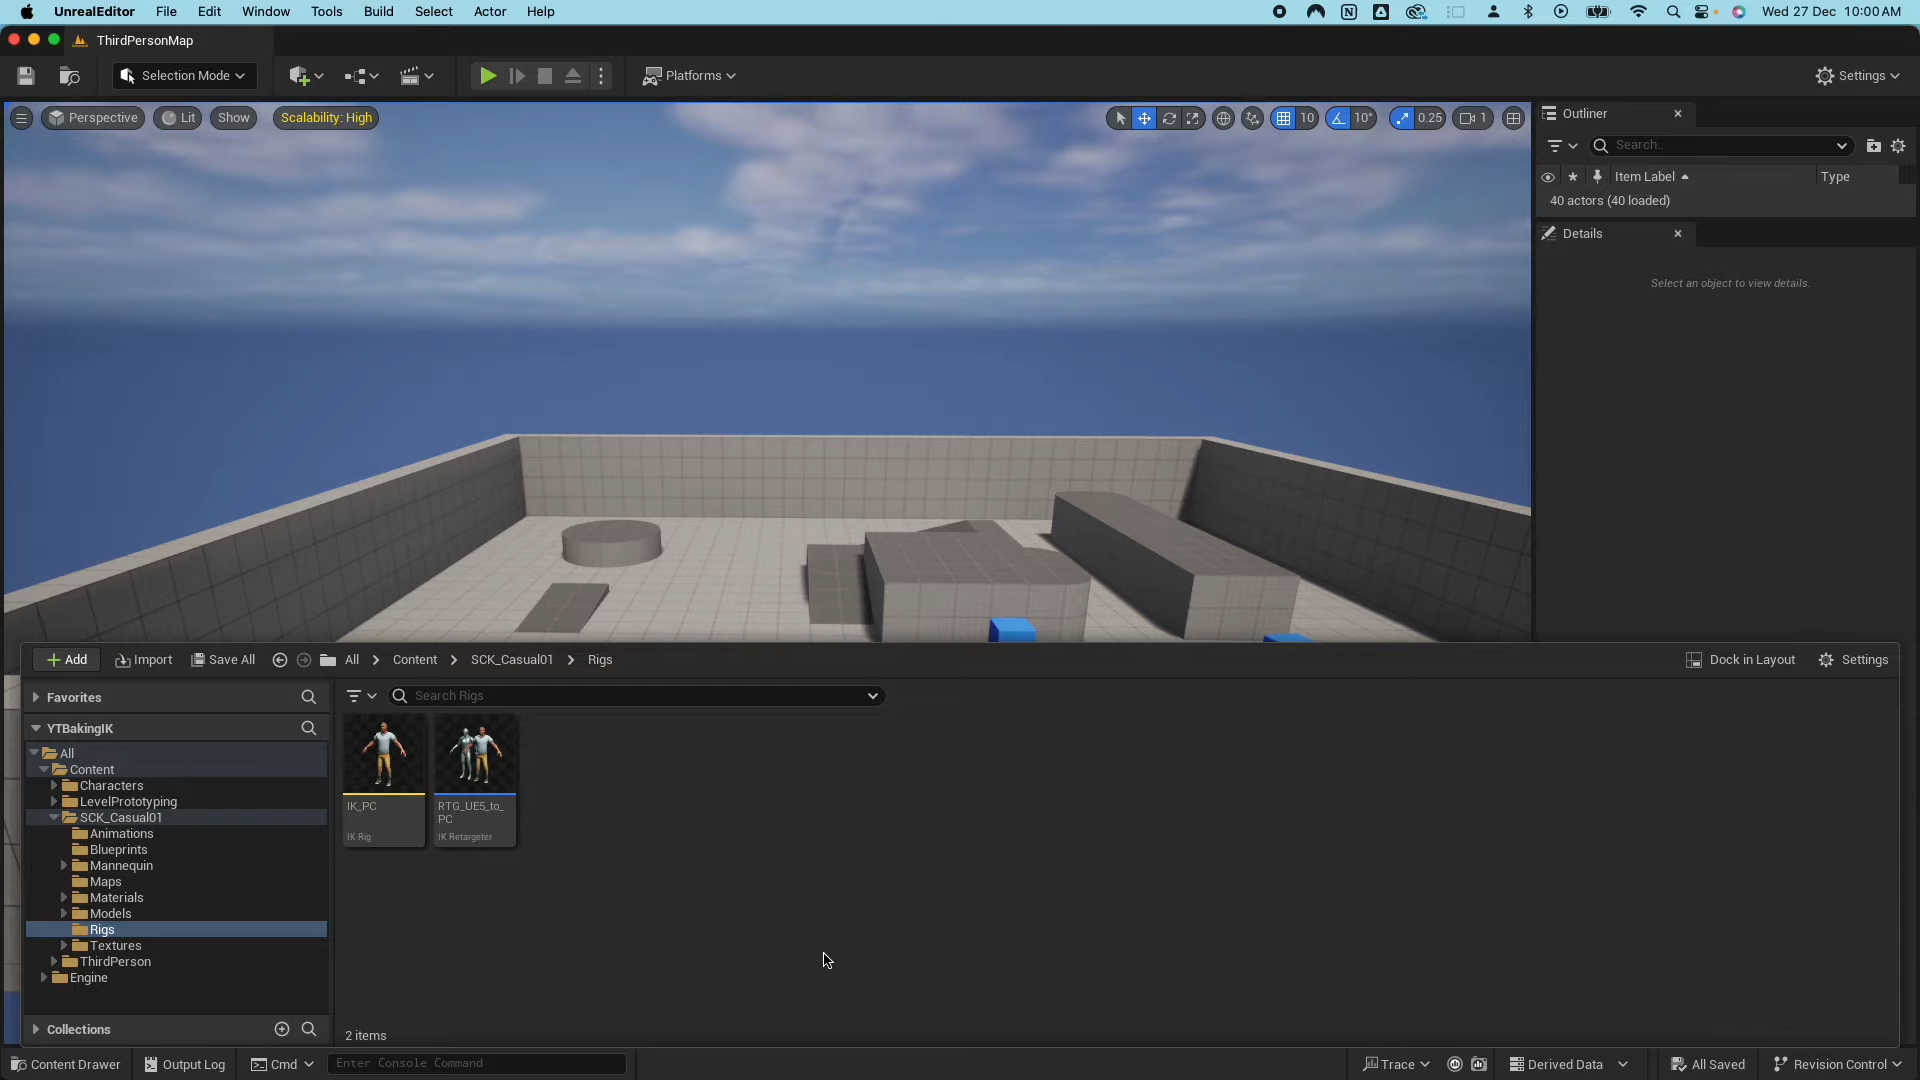 UnrealEditor File Edit Window Tools Build Select Actor Help Wed 27 Dec 10:00 AM
ThirdPersonMap
Selection Mode Platforms Settings
Perspective Lit Show Scalability: High 10 10° 0.25 1
Outliner
Search..
Item Label Type
40 actors (40 loaded)
Details
Select an object to view details.
Add Import Save All All Content SCK_Casual01 Rigs Dock in Layout Settings
Favorites
Search Rigs
YTBakingIK
All
Content
Characters
LevelPrototyping
SCK_Casual01
Animations
Blueprints
Mannequin
Maps
Materials
Models
Rigs
Textures
ThirdPerson
Engine
IK_PC
IK Rig
RTG_UE5_to_
PC
IK Retargeter
Collections
2 items
Content Drawer Output Log Cmd Enter Console Command Trace Derived Data All Saved Revision Control